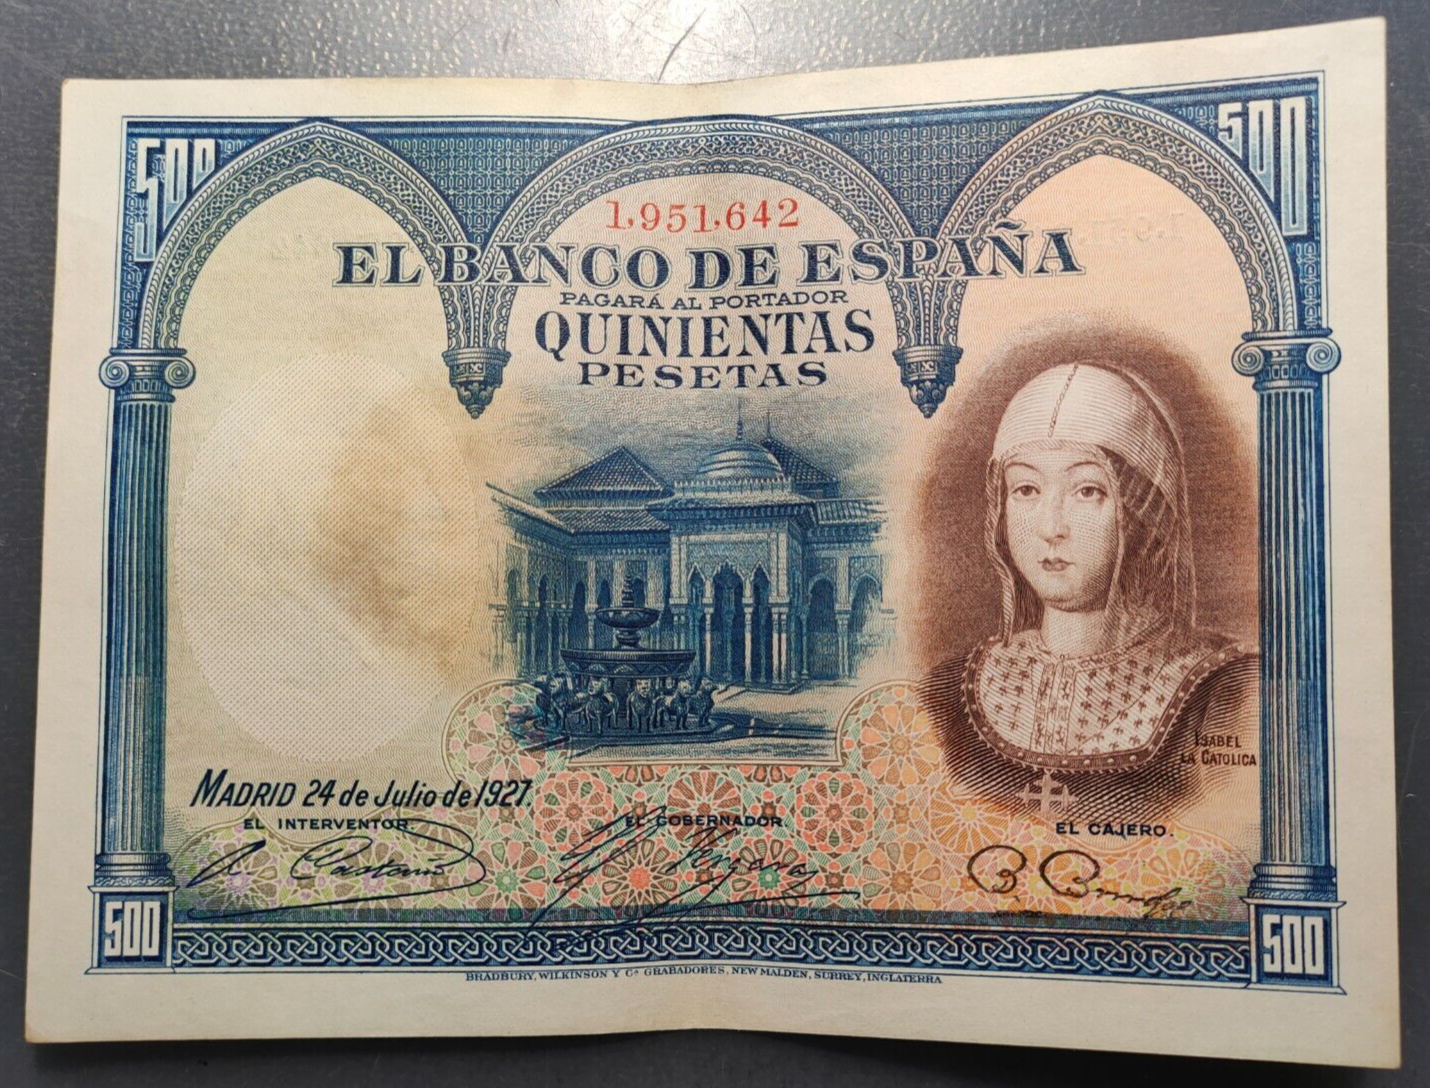 500 500
1,951,642
EL BANCO DE ESPAÑA
PAGARÁ AL PORTADOR
QUINIENTAS
PESETAS
ISABEL
LA CATOLICA
MADRID 24 de Julio de 1927.
EL INTERVENTOR. EL GOBERNADOR. EL CAJERO.
500 500
BRADBURY, WILKINSON Y Cª GRABADORES, NEW MALDEN, SURREY, INGLATERRA